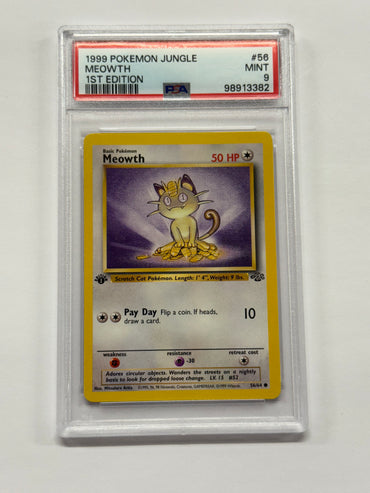 1999 POKEMON JUNGLE #56
MEOWTH MINT
1ST EDITION 9
PSA 98913382
Basic Pokémon
Meowth 50 HP
Scratch Cat Pokémon. Length: 1' 4", Weight: 9 lbs.
Pay Day Flip a coin. If heads, 10
draw a card.
weakness resistance retreat cost
-30
Adores circular objects. Wanders the streets on a nightly
basis to look for dropped loose change. LV. 15 #52
Illus. Mitsuhiro Arita 56/64